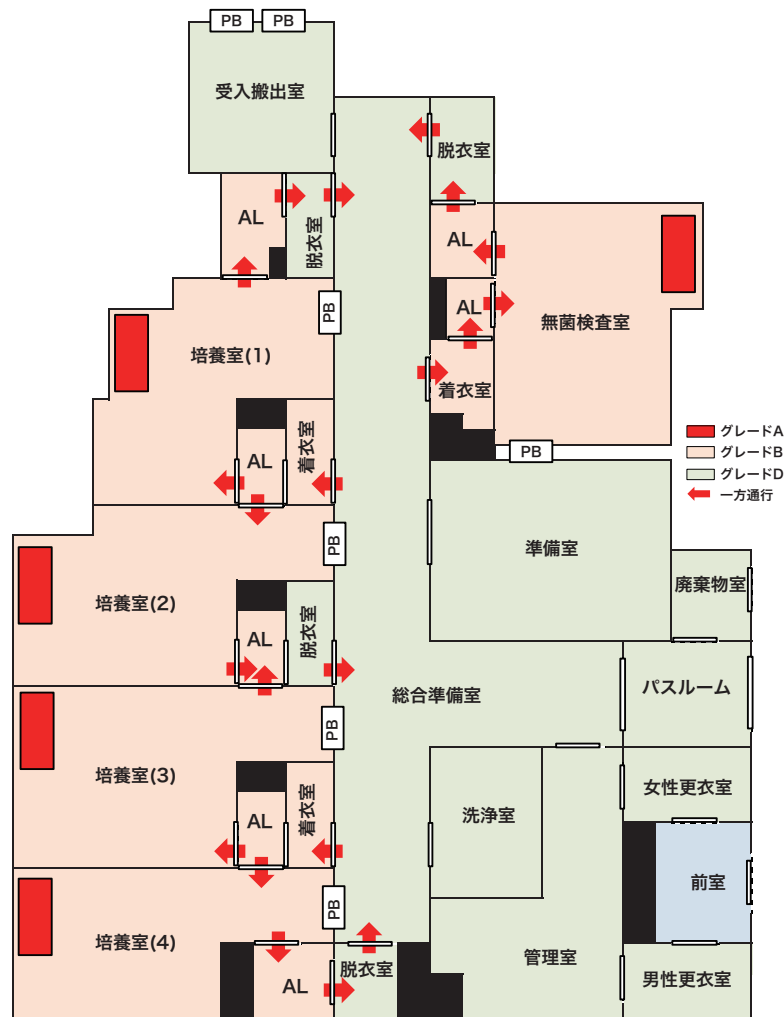 PB
PB
受入搬出室
脱衣室
AL
脱衣室
AL
PB
培養室(1)
AL
無菌検査室
着衣室
AL
着衣室
PB
グレードA
グレードB
グレードD
一方通行
PB
準備室
培養室(2)
廃棄物室
AL
脱衣室
総合準備室
パスルーム
PB
培養室(3)
女性更衣室
洗浄室
AL
着衣室
前室
PB
培養室(4)
管理室
脱衣室
AL
男性更衣室